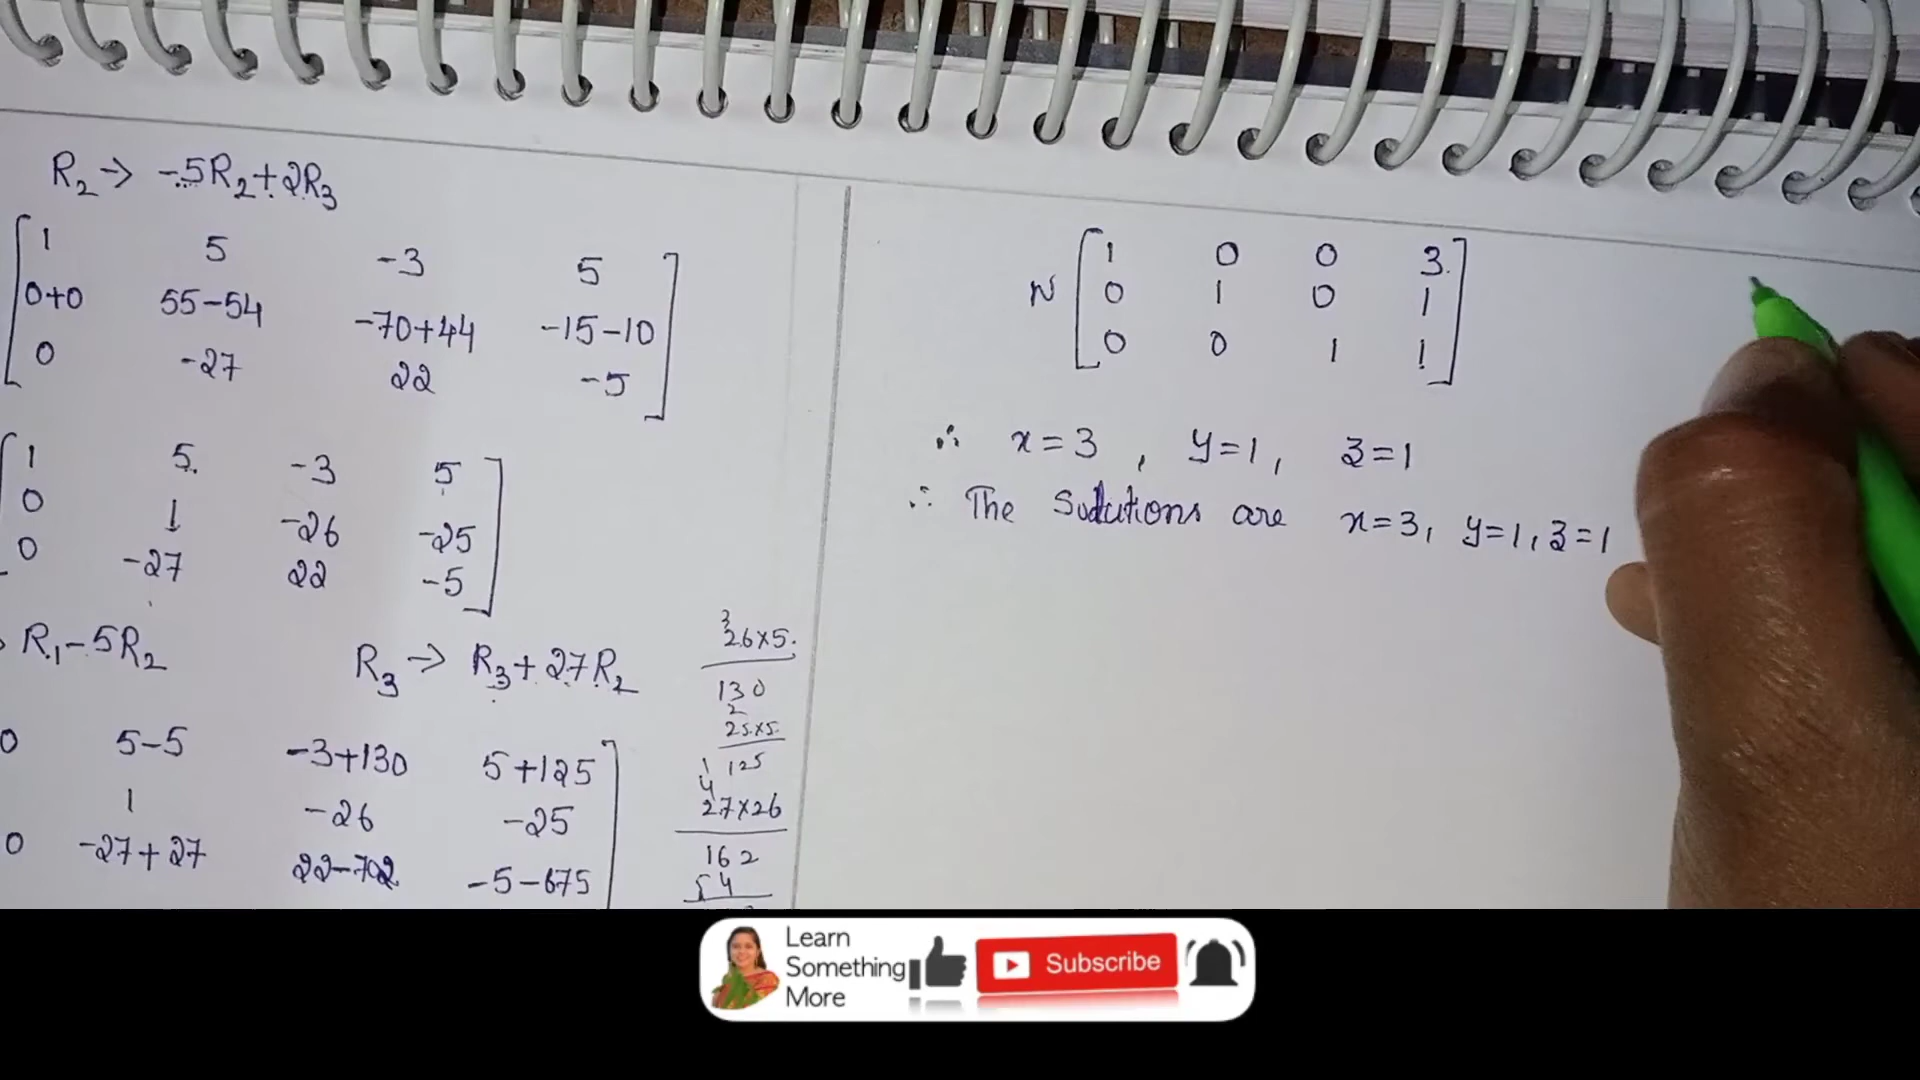 R₂ → -5R₂+2R₃
1 5 -3 5
0+0 55-54 -70+44 -15-10
0 -27 22 -5
1 5 -3 5
0 1 -26 -25
0 -27 22 -5
R₁-5R₂ R₃ → R₃+27R₂
0 5-5 -3+130 5+125
1 -26 -25
0 -27+27 22-702 -5-675
3
26×5.
130
2
25×5.
1 125
4
27×26
162
54
~ 1 0 0 3.
0 1 0 1
0 0 1 1
∴ x=3, y=1, z=1
∴ The Solutions are x=3, y=1, z=1
Learn
Something
More
Subscribe